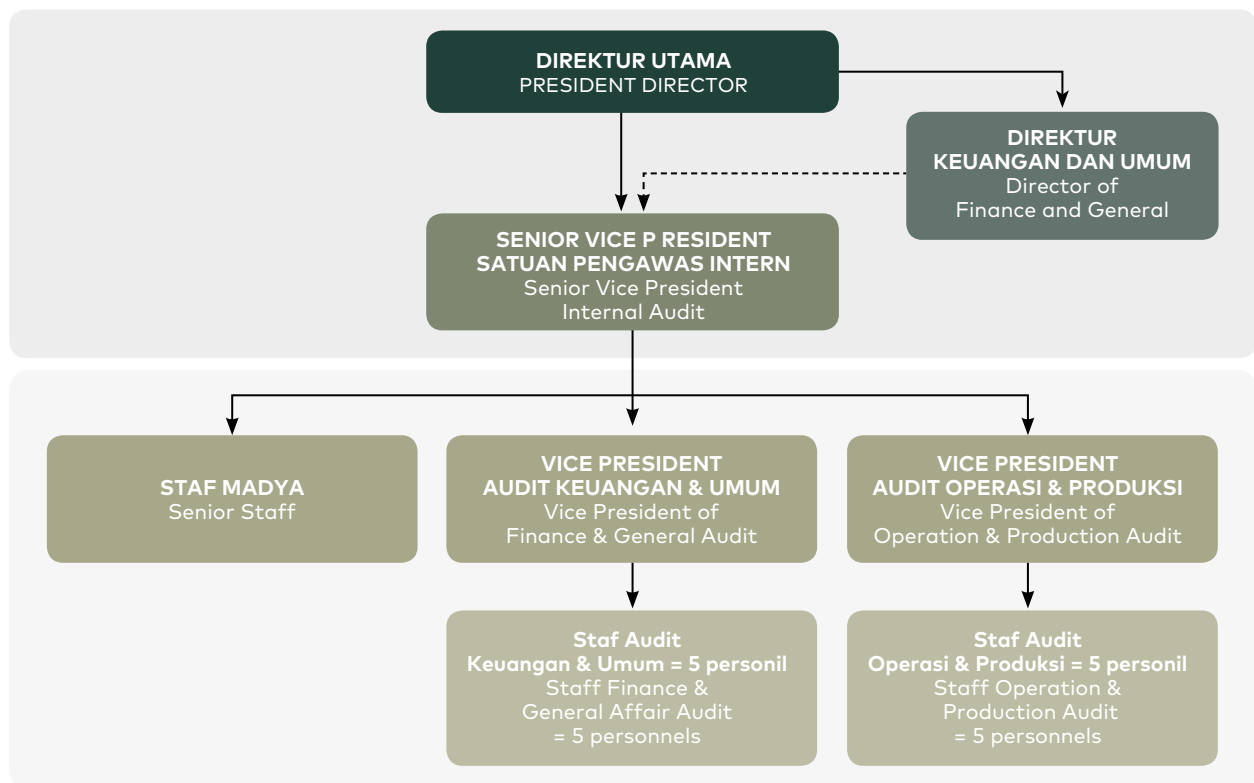 DIREKTUR UTAMA
PRESIDENT DIRECTOR
DIREKTUR
KEUANGAN DAN UMUM
Director of
Finance and General
SENIOR VICE P RESIDENT
SATUAN PENGAWAS INTERN
Senior Vice President
Internal Audit
STAF MADYA
Senior Staff
VICE PRESIDENT
AUDIT KEUANGAN & UMUM
Vice President of
Finance & General Audit
VICE PRESIDENT
AUDIT OPERASI & PRODUKSI
Vice President of
Operation & Production Audit
Staf Audit
Keuangan & Umum = 5 personil
Staff Finance &
General Affair Audit
= 5 personnels
Staf Audit
Operasi & Produksi = 5 personil
Staff Operation &
Production Audit
= 5 personnels